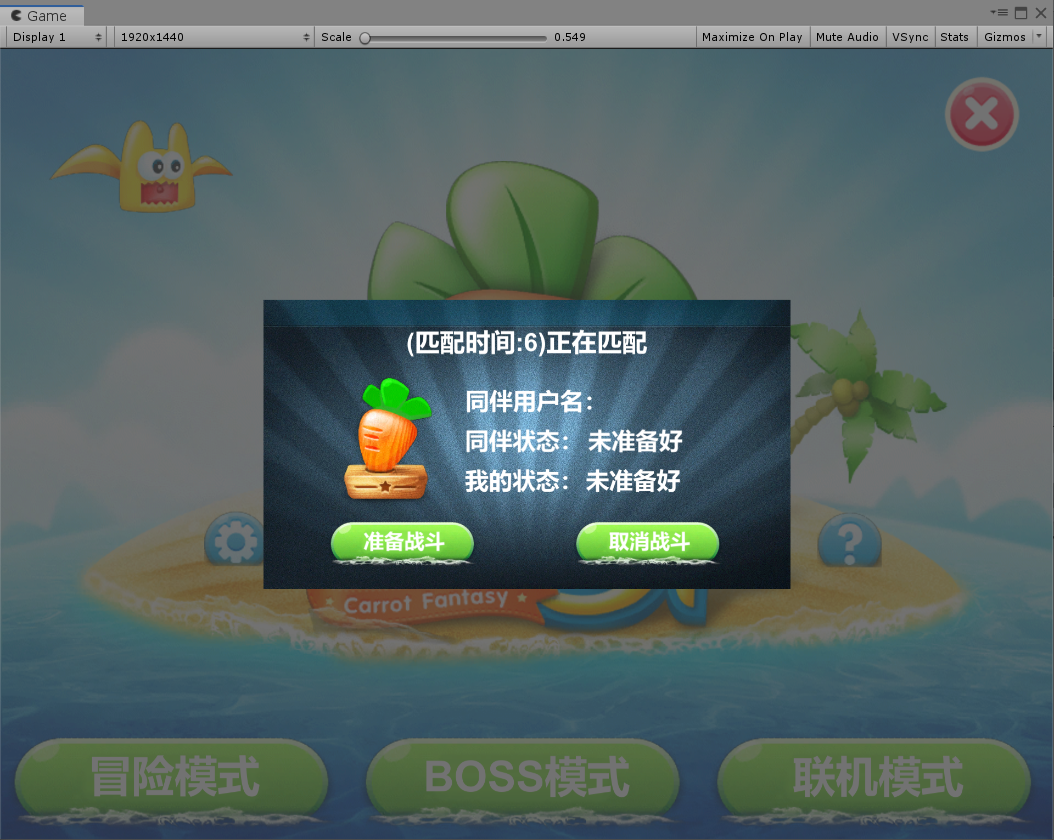 Game
Display 1 1920x1440 Scale 0.549 Maximize On Play Mute Audio VSync Stats Gizmos
(匹配时间:6)正在匹配
同伴用户名：
同伴状态： 未准备好
我的状态： 未准备好
准备战斗 取消战斗
?
Carrot Fantasy
冒险模式 BOSS模式 联机模式